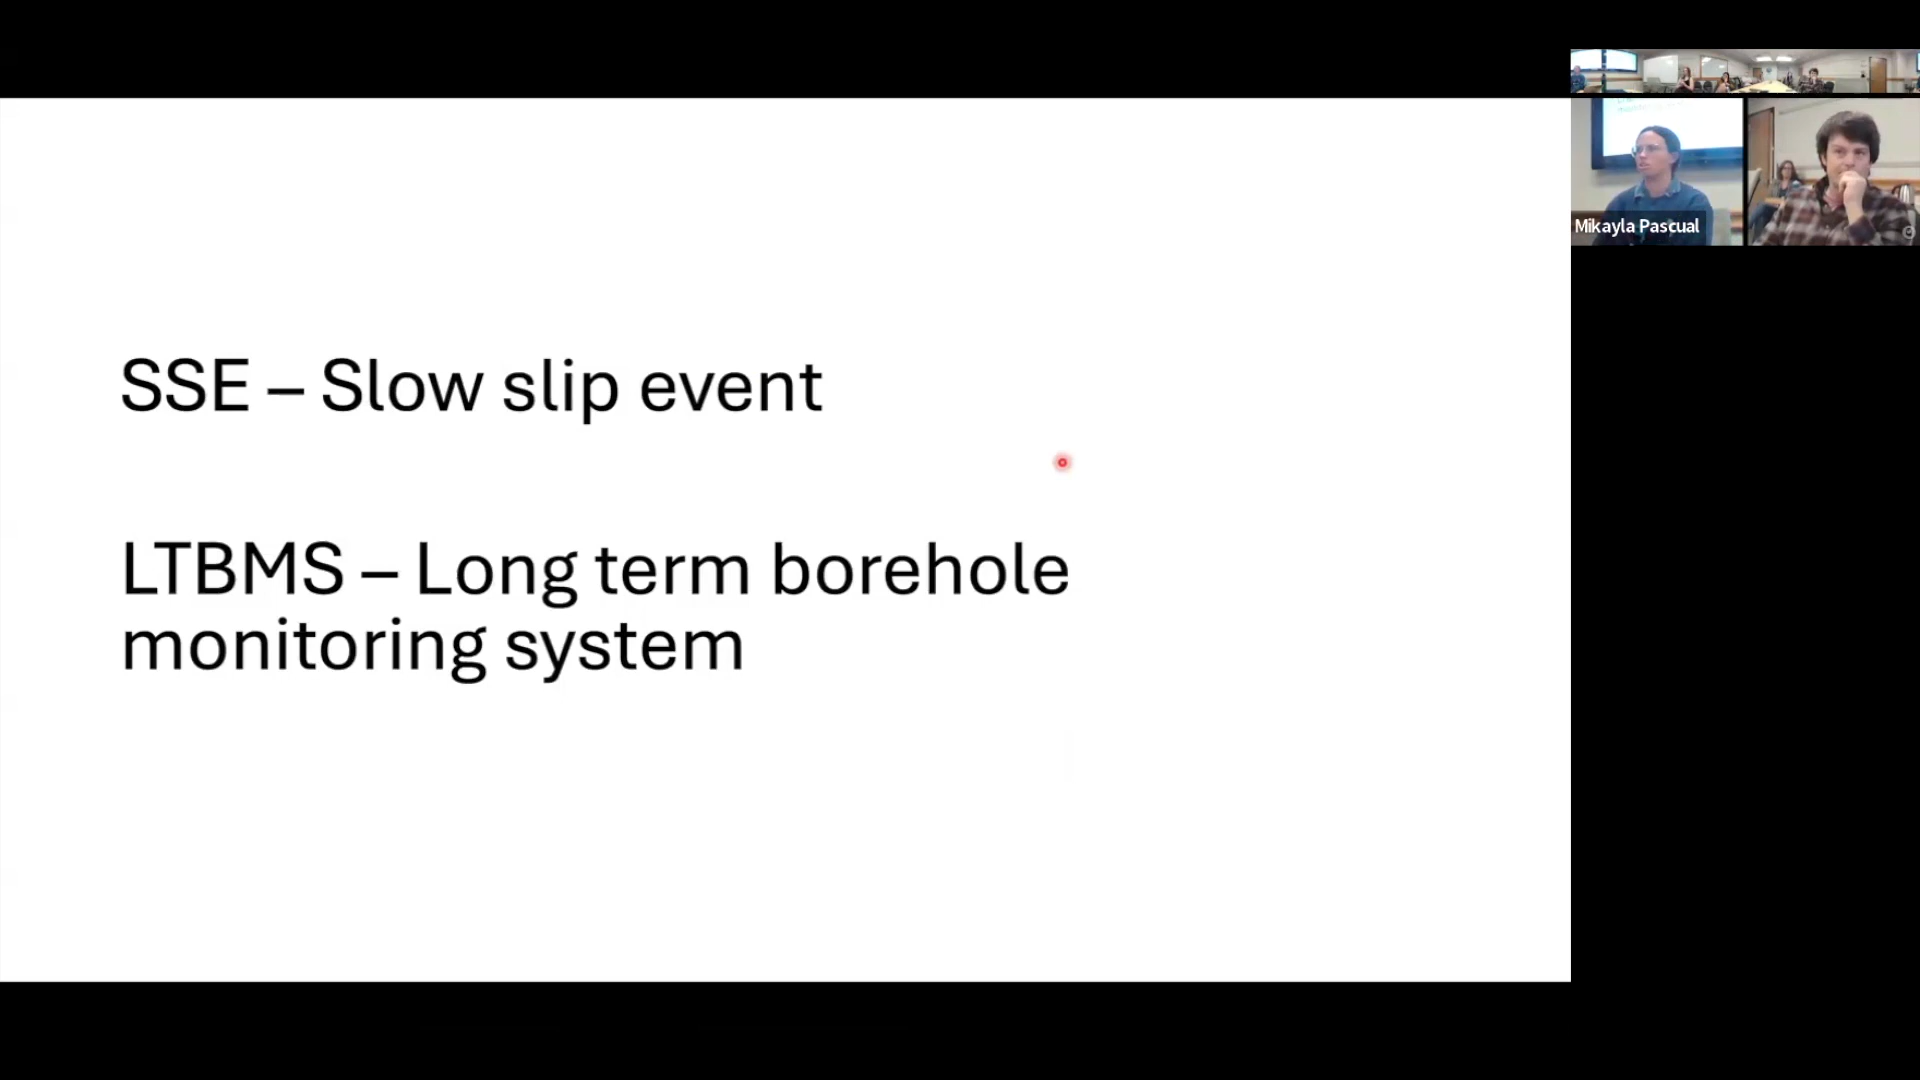 SSE – Slow slip event
LTBMS – Long term borehole
monitoring system
Mikayla Pascual